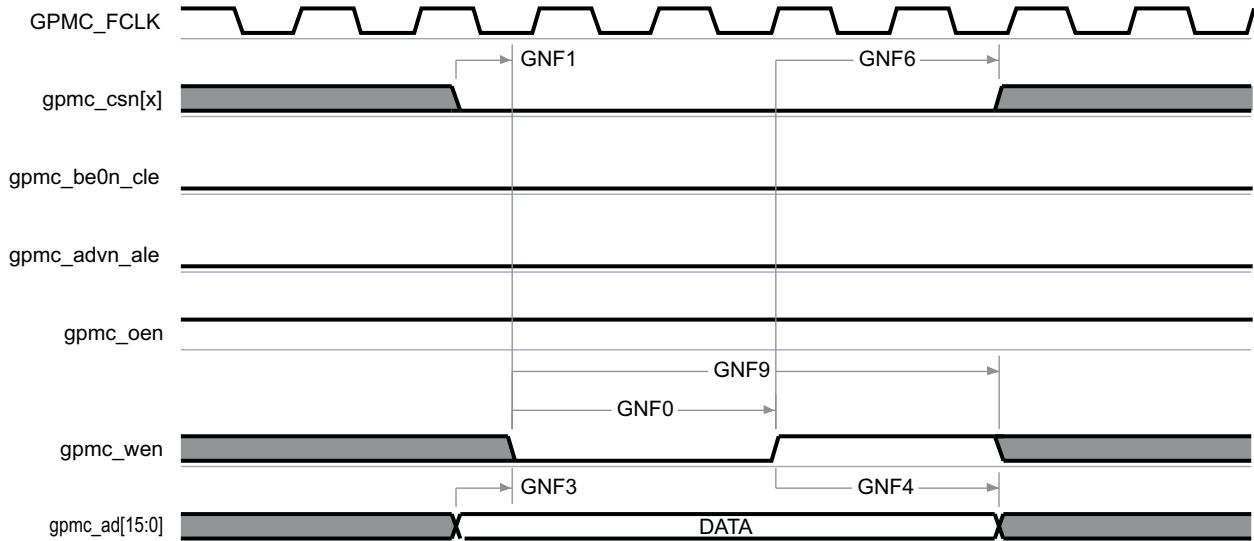 GPMC_FCLK
GNF1
GNF6
gpmc_csn[x]
gpmc_be0n_cle
gpmc_advn_ale
gpmc_oen
GNF9
GNF0
gpmc_wen
GNF3
GNF4
gpmc_ad[15:0]
DATA